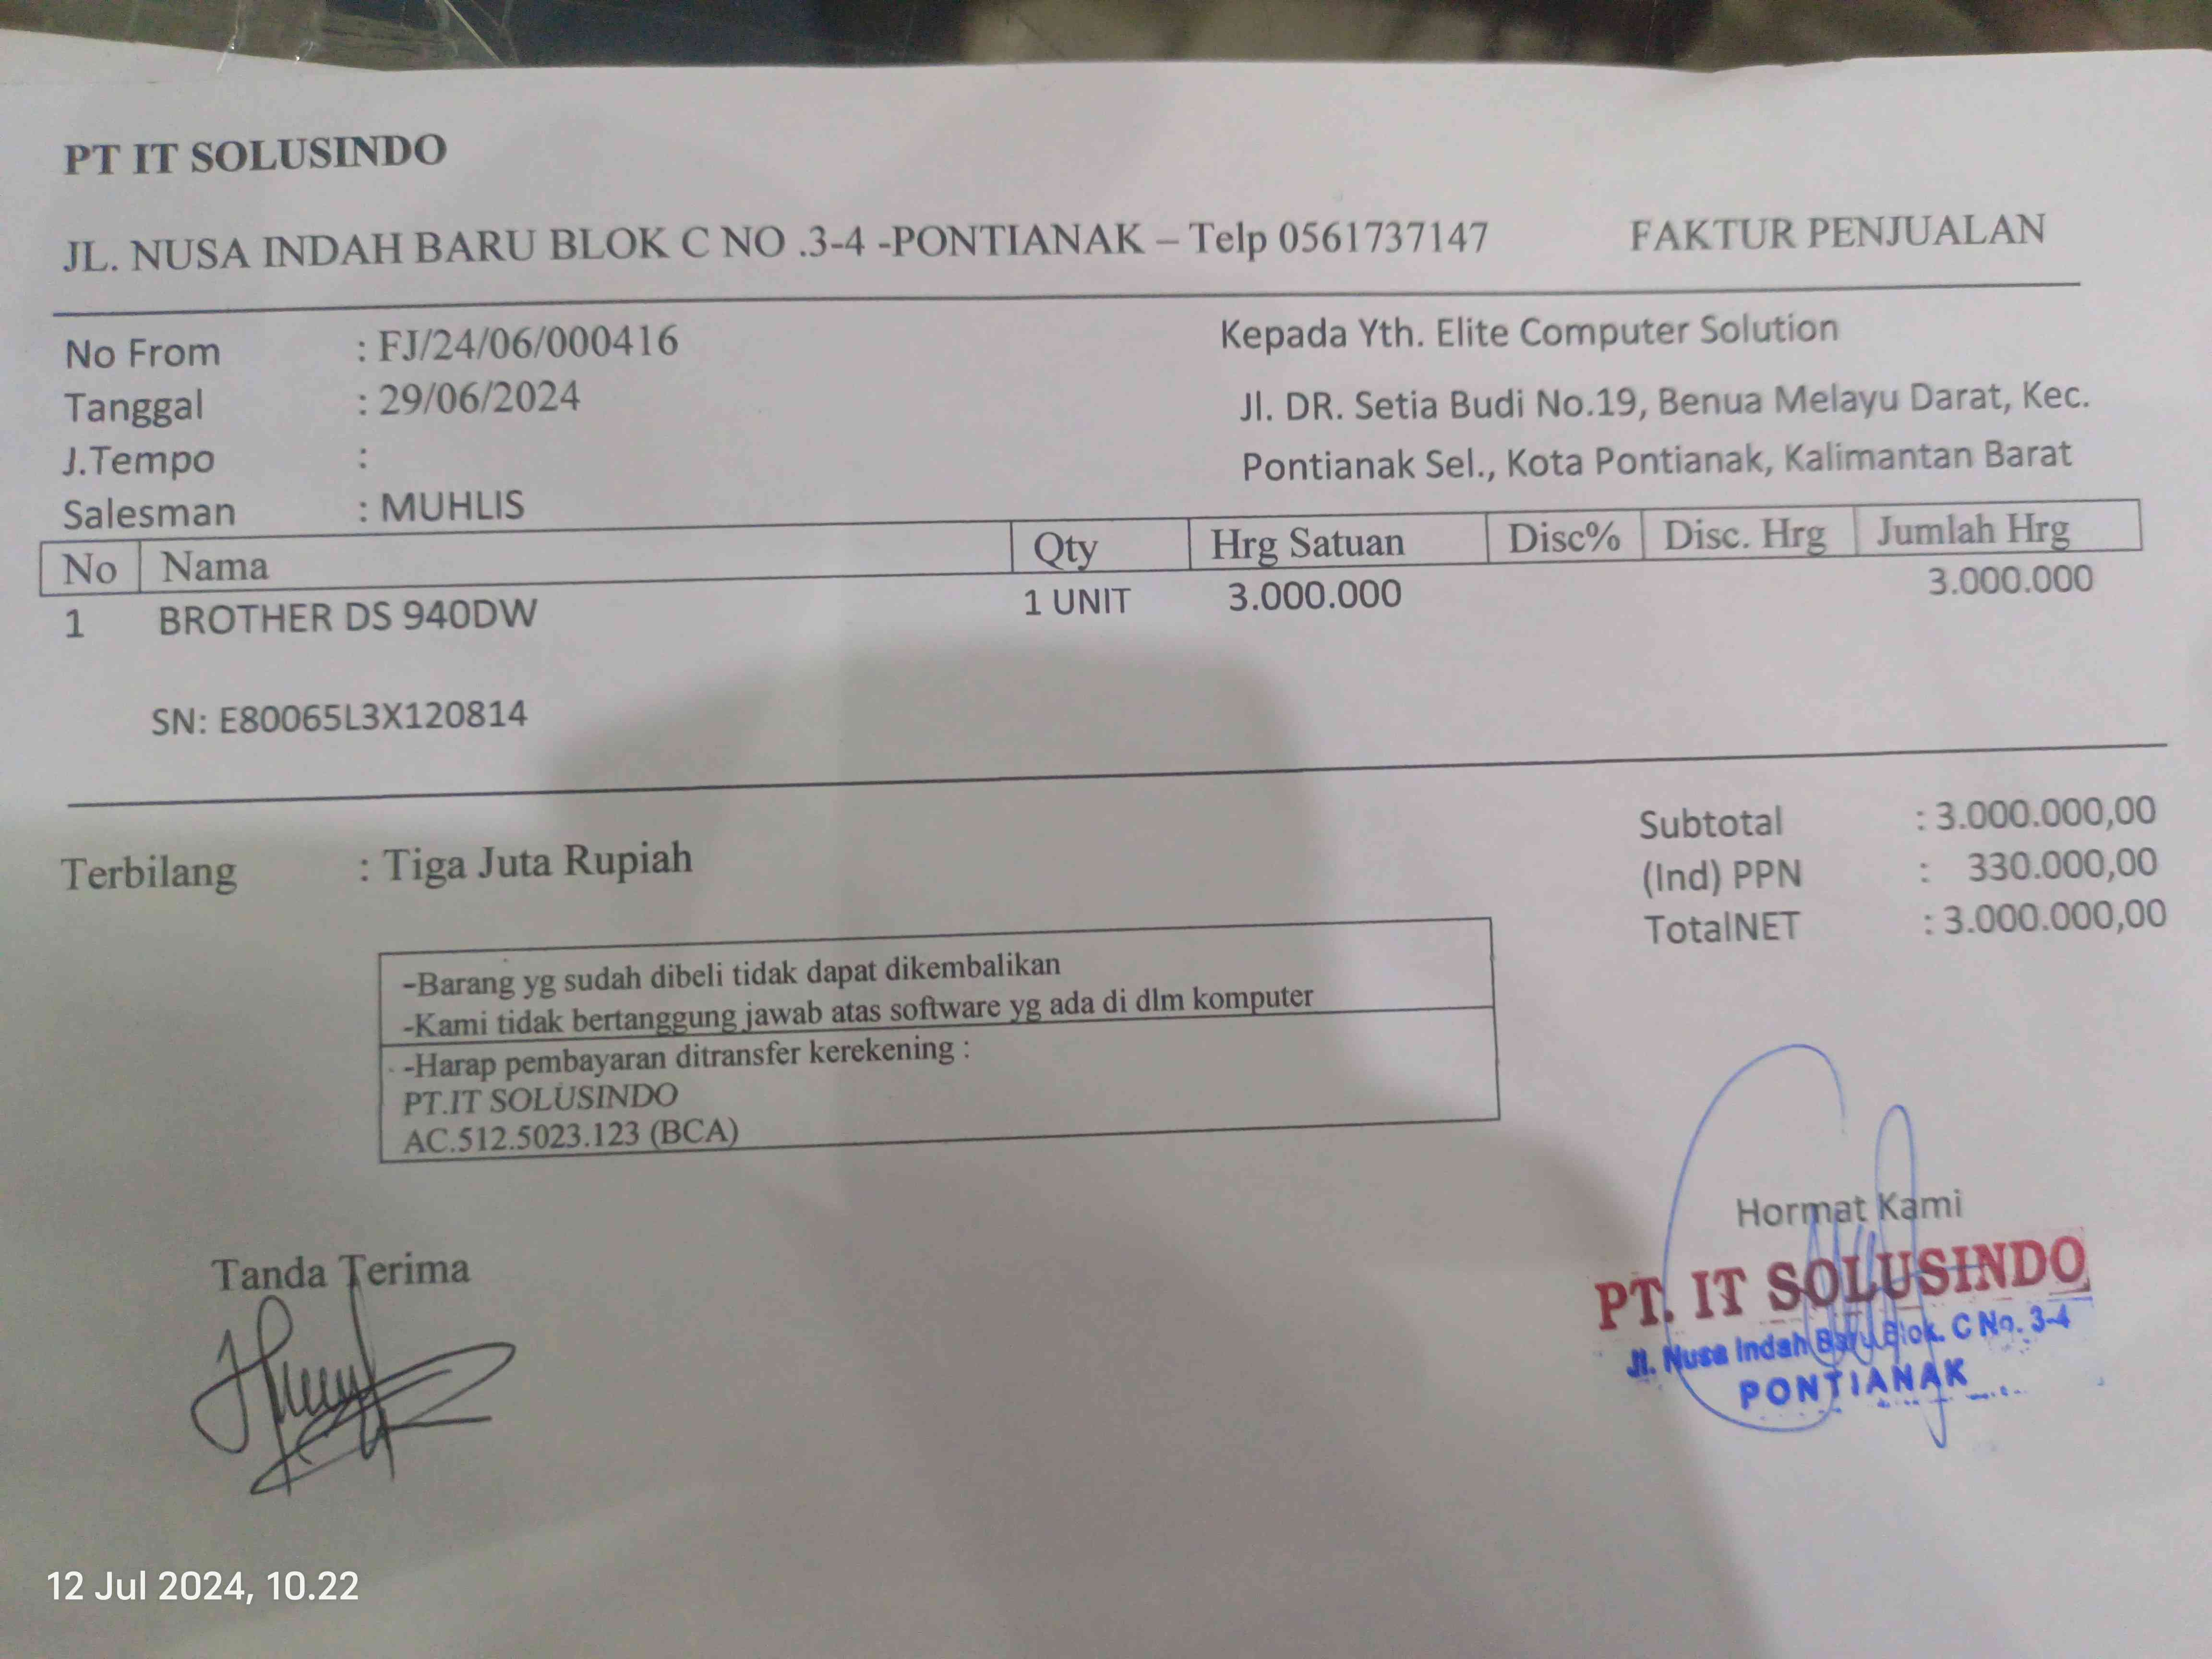 PT IT SOLUSINDO
JL. NUSA INDAH BARU BLOK C NO .3-4 -PONTIANAK – Telp 0561737147 FAKTUR PENJUALAN
No From : FJ/24/06/000416
Tanggal : 29/06/2024
J.Tempo :
Salesman : MUHLIS
Kepada Yth. Elite Computer Solution
Jl. DR. Setia Budi No.19, Benua Melayu Darat, Kec.
Pontianak Sel., Kota Pontianak, Kalimantan Barat
No Nama Qty Hrg Satuan Disc% Disc. Hrg Jumlah Hrg
1 BROTHER DS 940DW 1 UNIT 3.000.000 3.000.000
SN: E80065L3X120814
Terbilang : Tiga Juta Rupiah
Subtotal : 3.000.000,00
(Ind) PPN : 330.000,00
TotalNET : 3.000.000,00
-Barang yg sudah dibeli tidak dapat dikembalikan
-Kami tidak bertanggung jawab atas software yg ada di dlm komputer
-Harap pembayaran ditransfer kerekening :
PT.IT SOLUSINDO
AC.512.5023.123 (BCA)
Tanda Terima
Hormat Kami
PT. IT SOLUSINDO
Jl. Nusa Indah Baru Blok. C No. 3-4
PONTIANAK
12 Jul 2024, 10.22